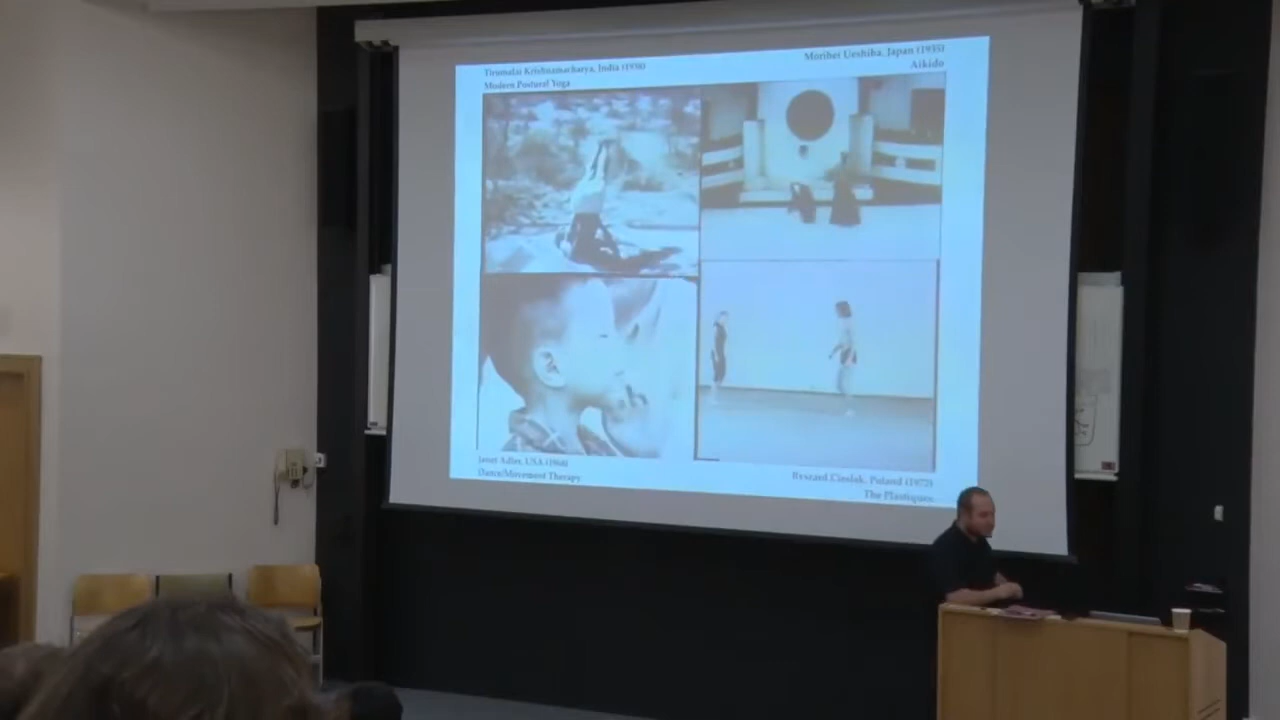 Tirumalai Krishnamacharya, India (1938)
Modern Postural Yoga
Morihei Ueshiba, Japan (1935)
Aikido
Janet Adler, USA (1968)
Dance/Movement Therapy
Ryszard Cieslak, Poland (1972)
The Plastiques